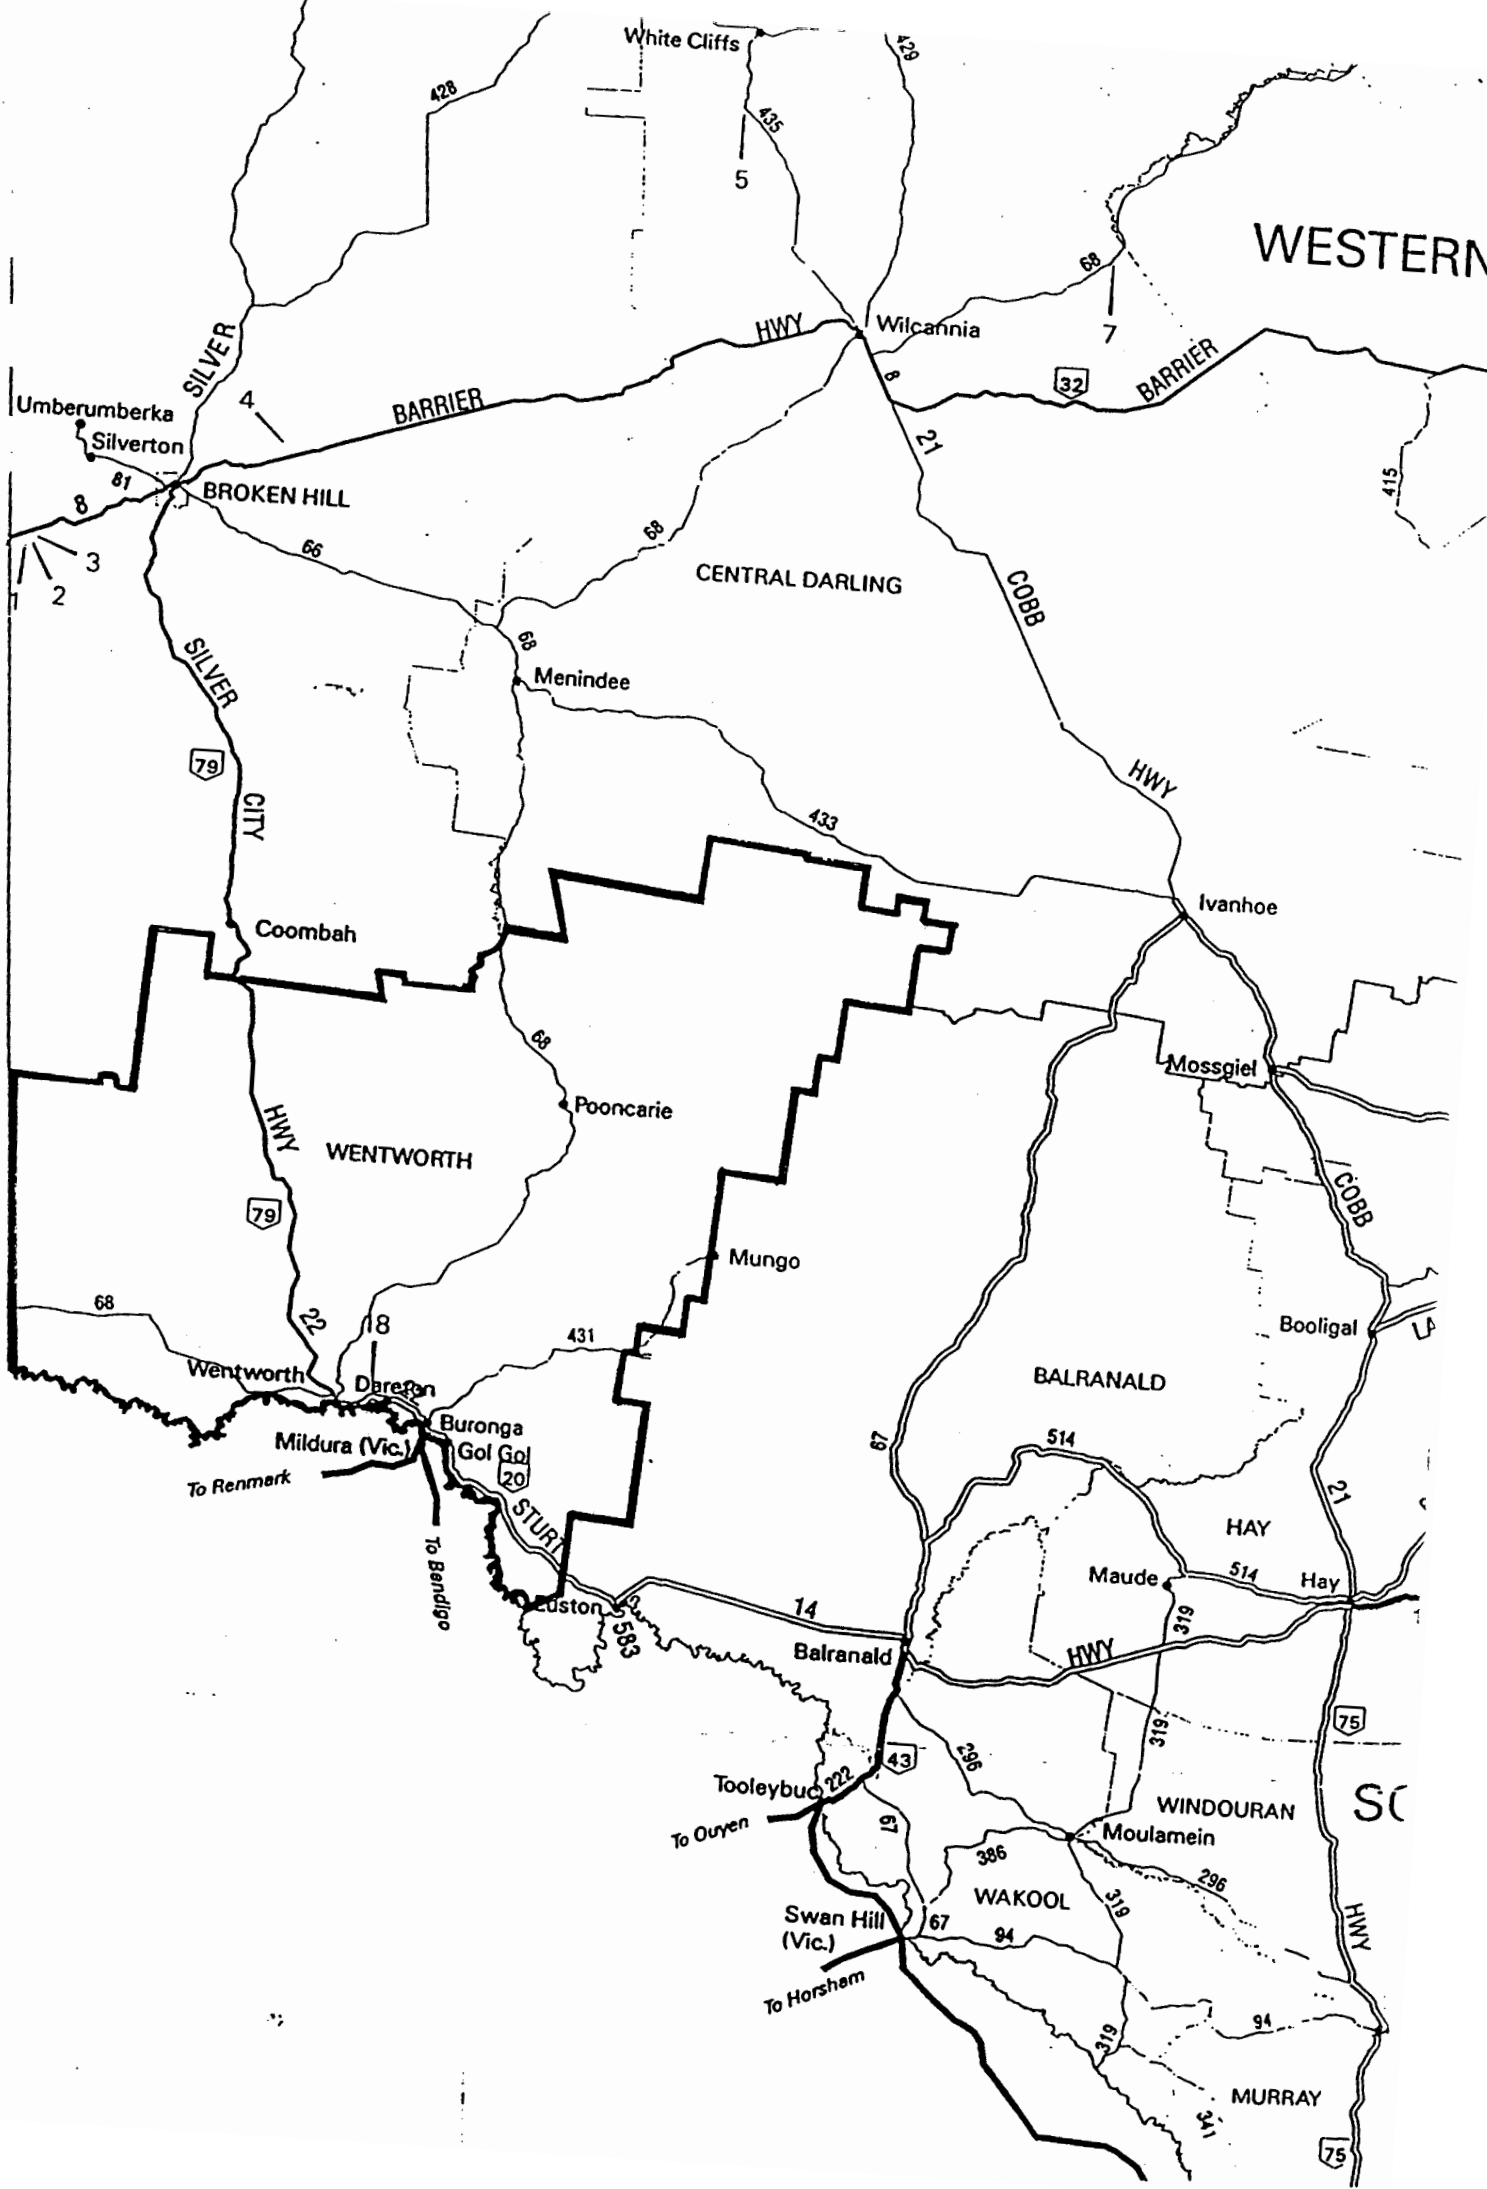 White Cliffs
429
428
435
5
WESTERN
68
7
Wilcannia
HWY
SILVER
32
BARRIER
8
4
BARRIER
Umberumberka
Silverton
81
21
415
BROKEN HILL
8
68
66
3
2
1
CENTRAL DARLING
COBB
68
SILVER
Menindee
79
HWY
CITY
433
Ivanhoe
Coombah
68
Mossgiel
Pooncarie
HWY
WENTWORTH
COBB
79
Mungo
68
22
18
431
Booligal
Wentworth
Dareton
BALRANALD
Buronga
Mildura (Vic.)
Gol Gol
67
514
To Renmark
20
21
STURT
HAY
To Bendigo
Maude
514
Hay
Euston
14
319
583
Balranald
HWY
75
319
43
296
Tooleybuc
222
WINDOURAN
SO
To Ouyen
67
Moulamein
386
296
WAKOOL
319
Swan Hill
(Vic.)
67
94
HWY
To Horsham
94
319
MURRAY
341
75